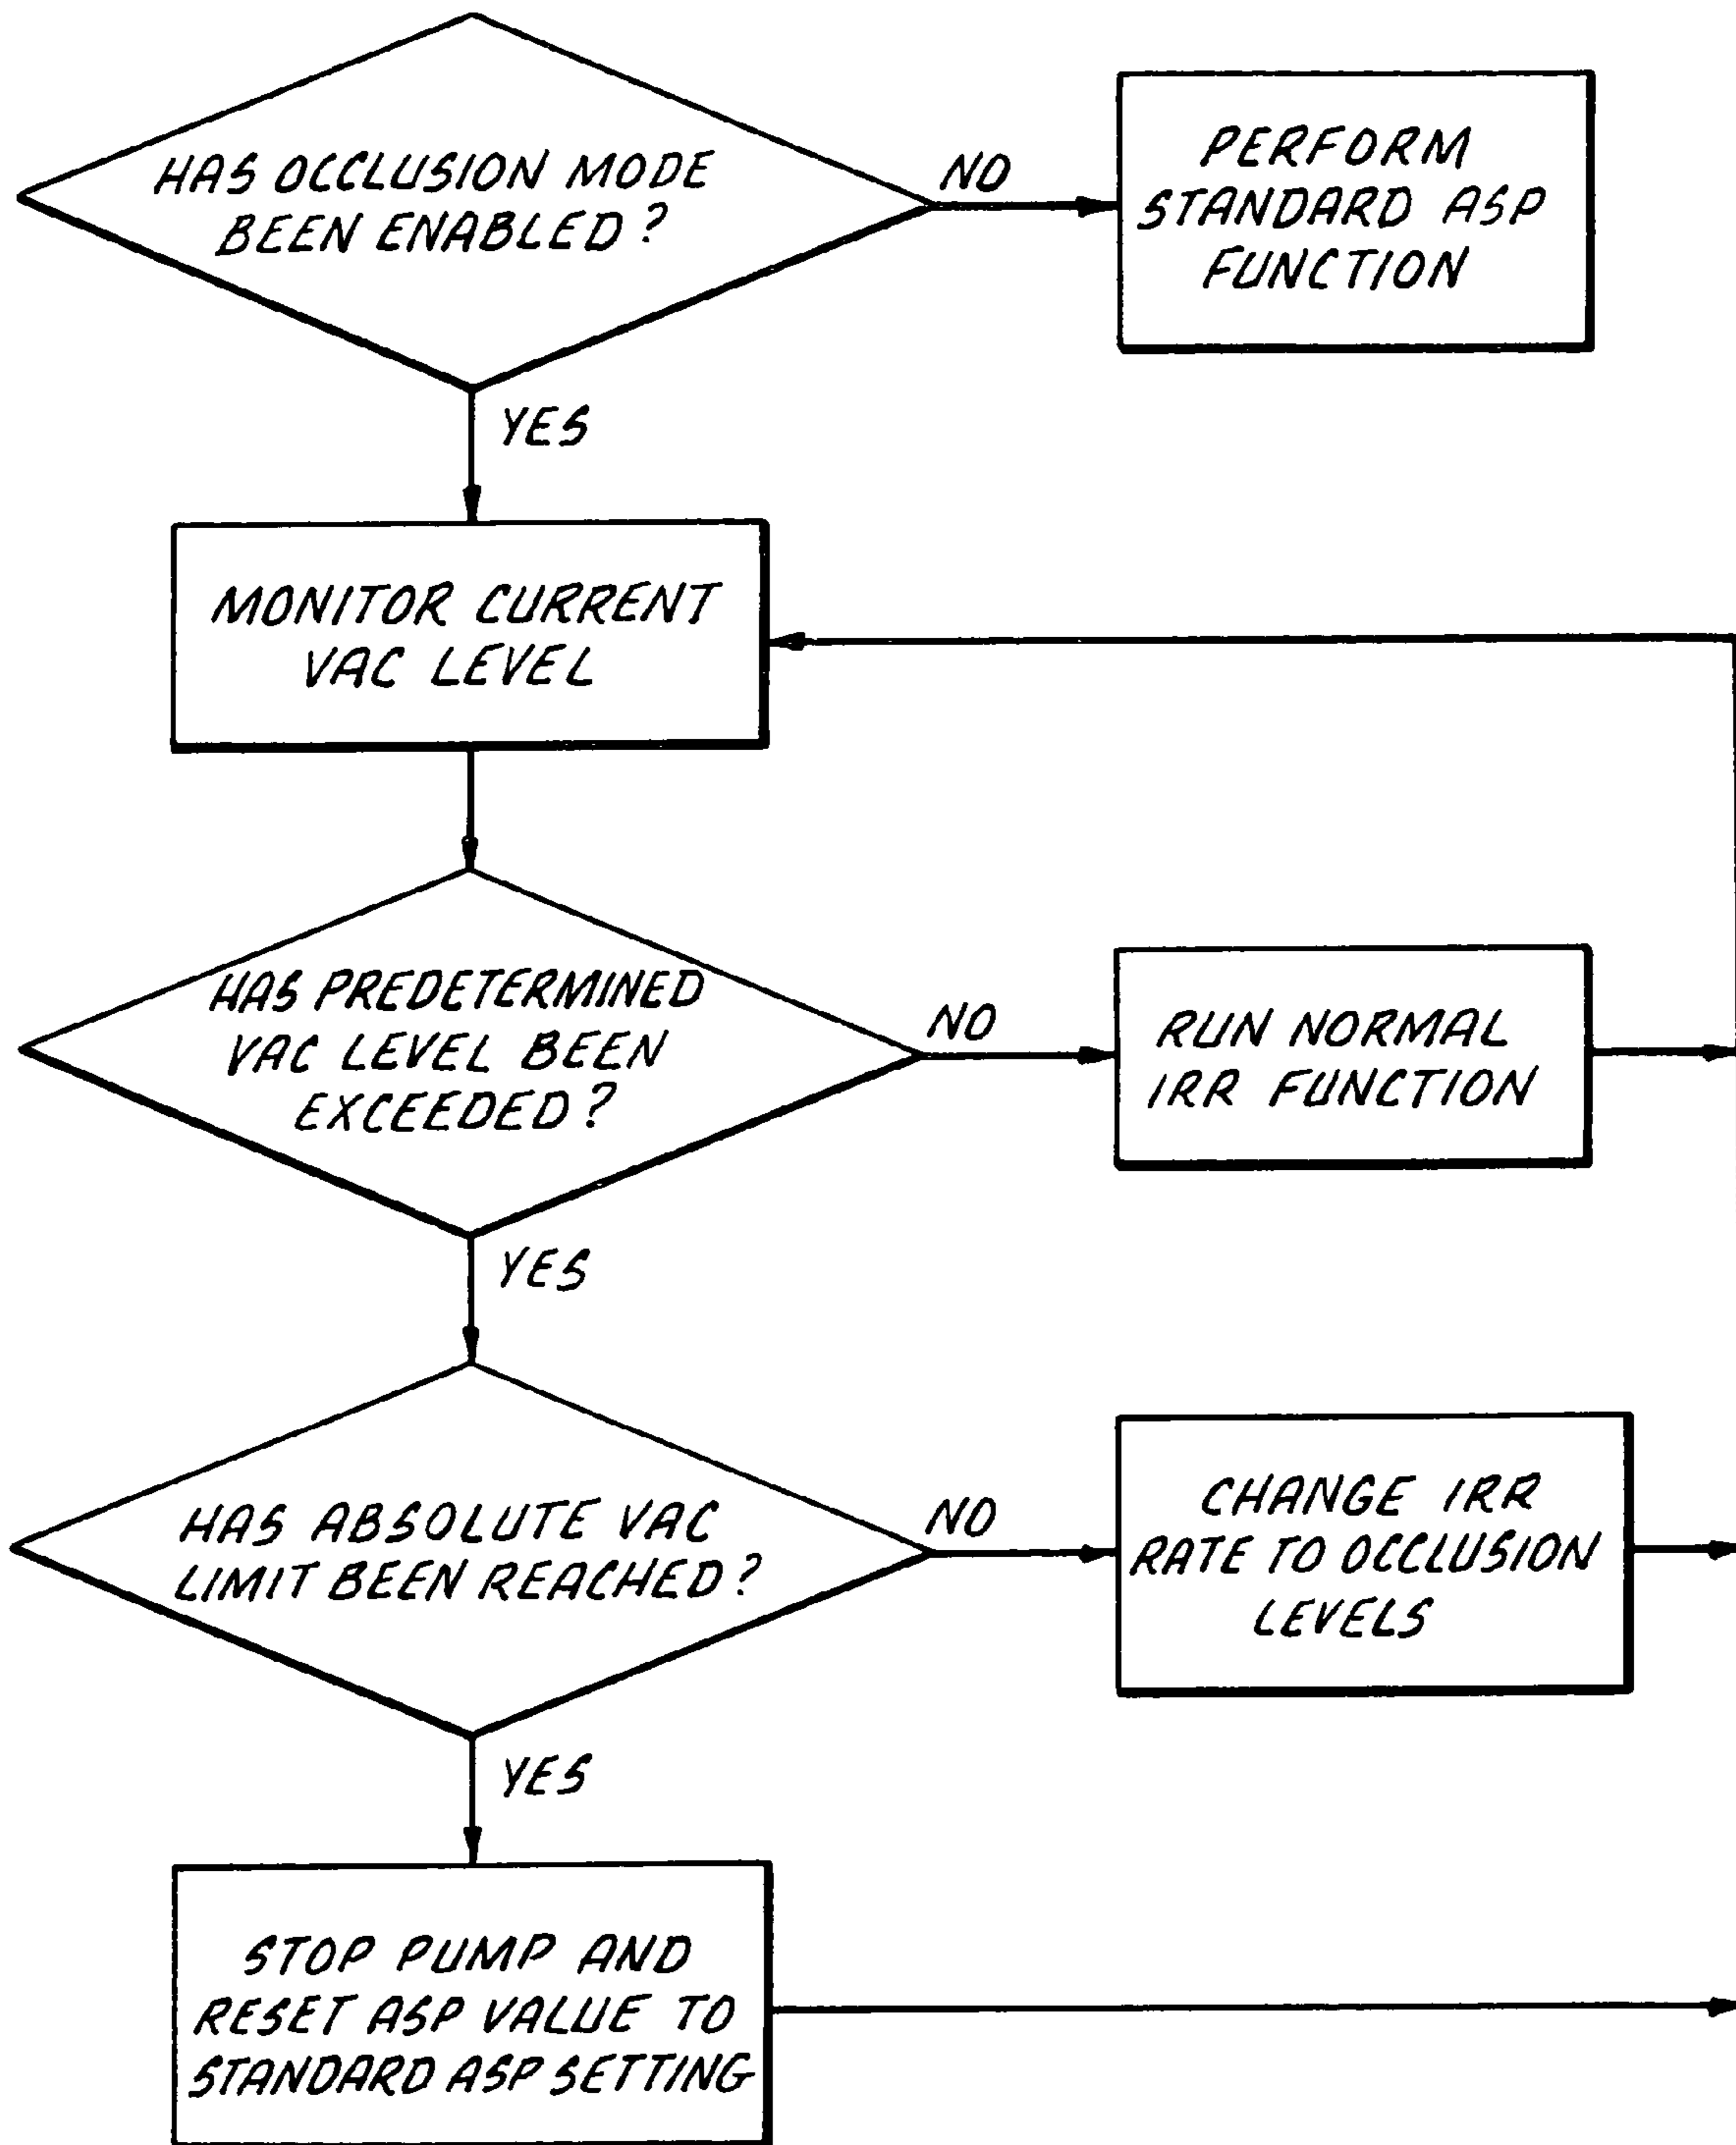 HAS OCCLUSION MODE
BEEN ENABLED?
NO
PERFORM
STANDARD ASP
FUNCTION
YES
MONITOR CURRENT
VAC LEVEL
HAS PREDETERMINED
VAC LEVEL BEEN
EXCEEDED?
NO
RUN NORMAL
IRR FUNCTION
YES
HAS ABSOLUTE VAC
LIMIT BEEN REACHED?
NO
CHANGE IRR
RATE TO OCCLUSION
LEVELS
YES
STOP PUMP AND
RESET ASP VALUE TO
STANDARD ASP SETTING